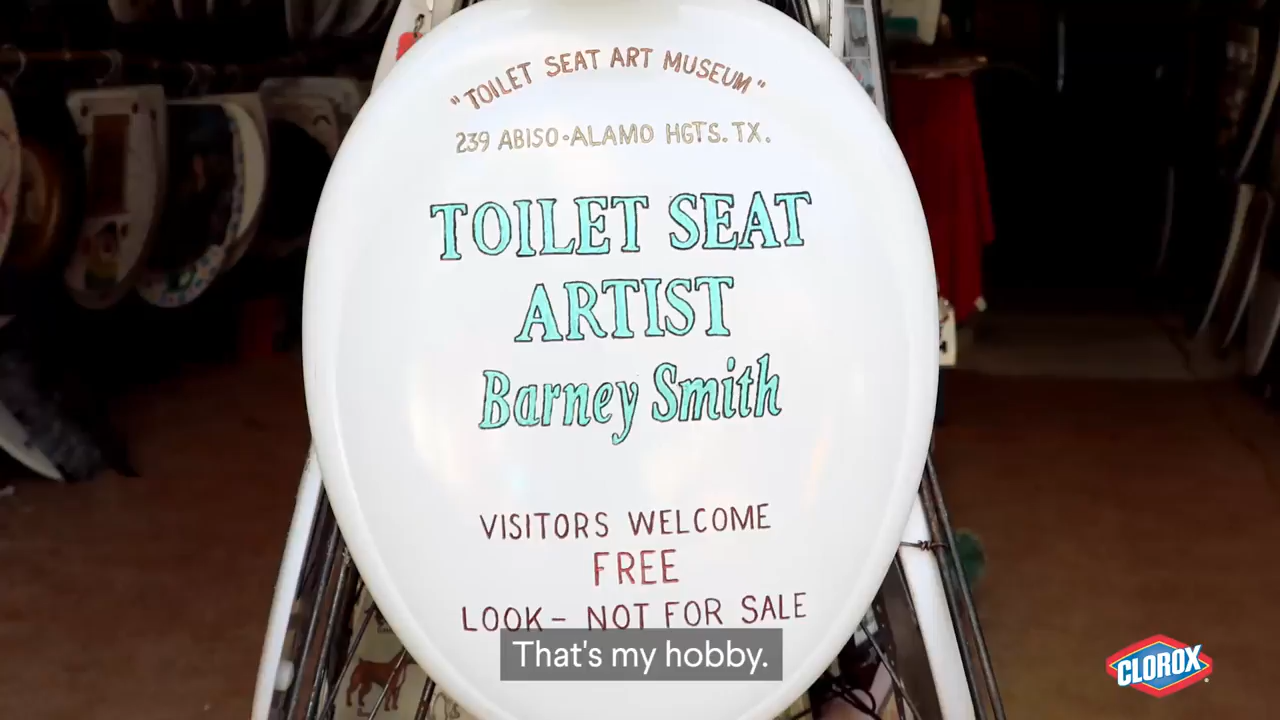 "TOILET SEAT ART MUSEUM"
239 ABISO-ALAMO HGTS. TX.
TOILET SEAT
ARTIST
Barney Smith
VISITORS WELCOME
FREE
LOOK- NOT FOR SALE
That's my hobby.
CLOROX